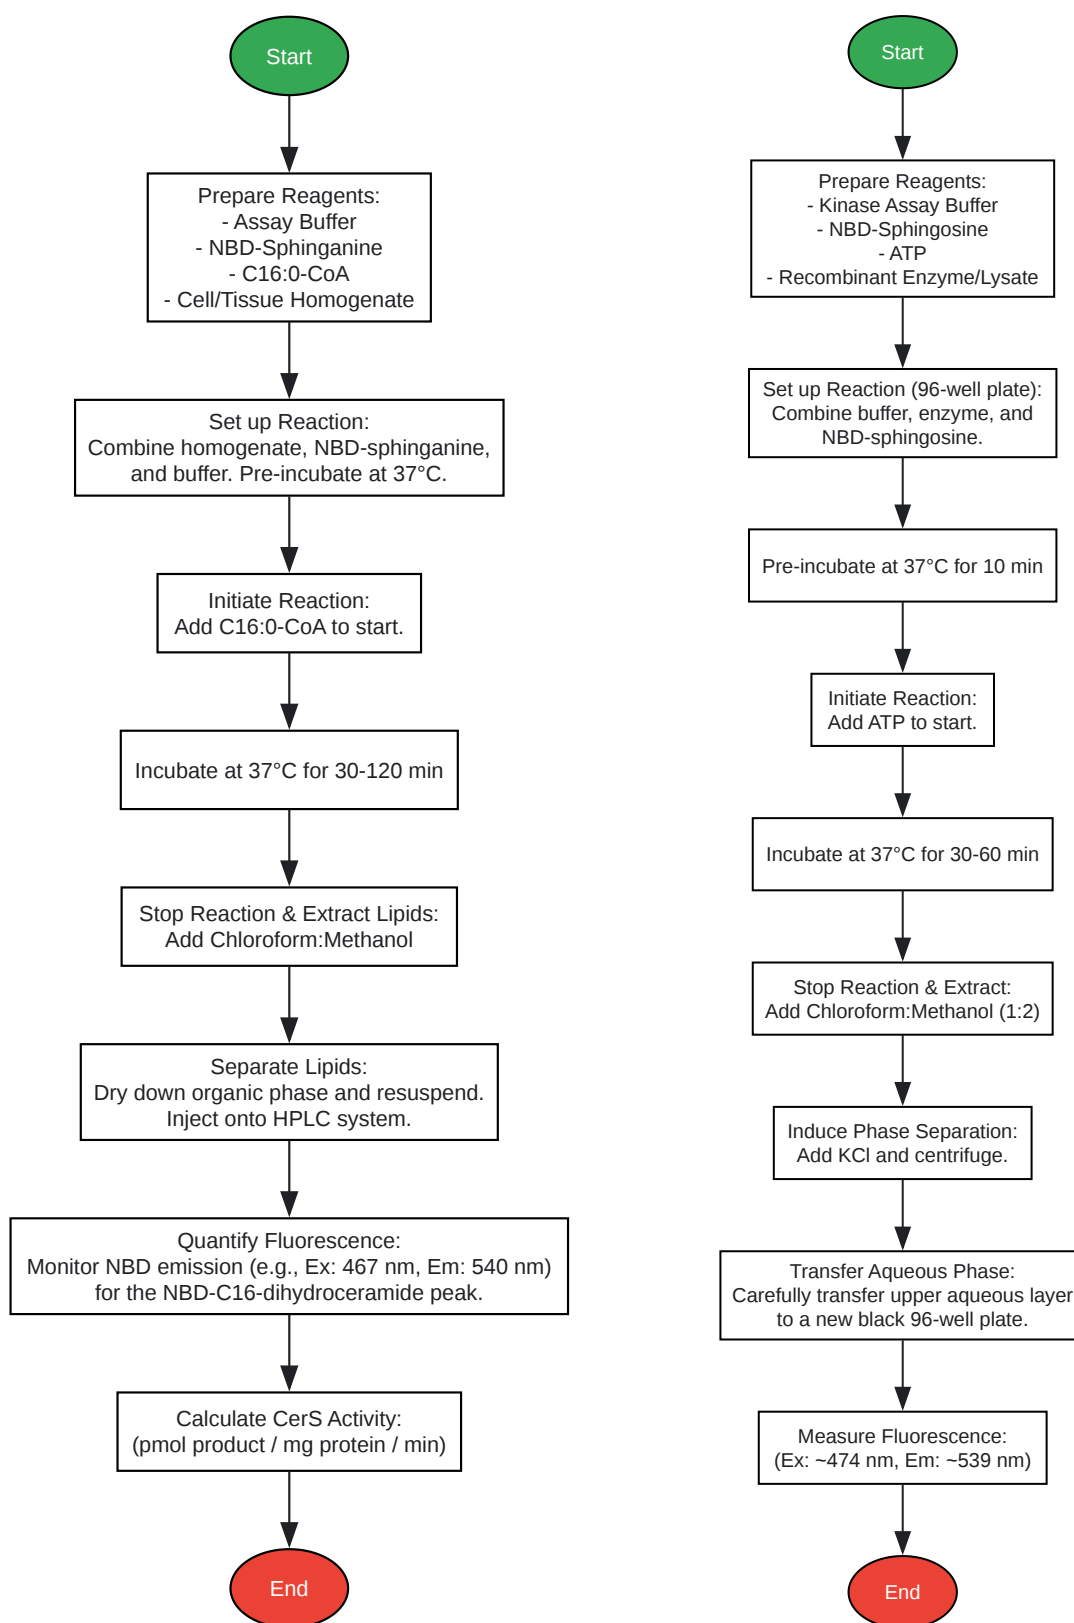 Start
Prepare Reagents:
- Assay Buffer
- NBD-Sphinganine
- C16:0-CoA
- Cell/Tissue Homogenate
Set up Reaction:
Combine homogenate, NBD-sphinganine,
and buffer. Pre-incubate at 37°C.
Initiate Reaction:
Add C16:0-CoA to start.
Incubate at 37°C for 30-120 min
Stop Reaction & Extract Lipids:
Add Chloroform:Methanol
Separate Lipids:
Dry down organic phase and resuspend.
Inject onto HPLC system.
Quantify Fluorescence:
Monitor NBD emission (e.g., Ex: 467 nm, Em: 540 nm)
for the NBD-C16-dihydroceramide peak.
Calculate CerS Activity:
(pmol product / mg protein / min)
End
Start
Prepare Reagents:
- Kinase Assay Buffer
- NBD-Sphingosine
- ATP
- Recombinant Enzyme/Lysate
Set up Reaction (96-well plate):
Combine buffer, enzyme, and
NBD-sphingosine.
Pre-incubate at 37°C for 10 min
Initiate Reaction:
Add ATP to start.
Incubate at 37°C for 30-60 min
Stop Reaction & Extract:
Add Chloroform:Methanol (1:2)
Induce Phase Separation:
Add KCl and centrifuge.
Transfer Aqueous Phase:
Carefully transfer upper aqueous layer
to a new black 96-well plate.
Measure Fluorescence:
(Ex: ~474 nm, Em: ~539 nm)
End